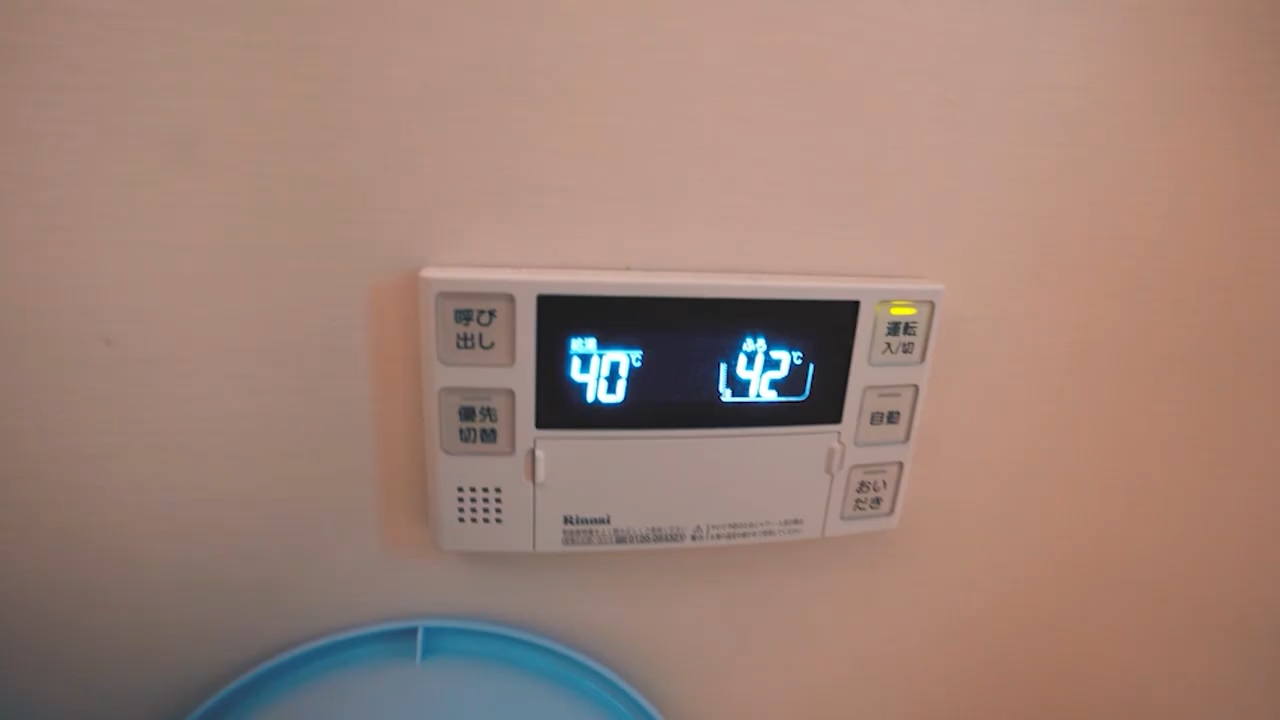 呼び
出し
優先
切替
給湯
40℃
ふろ
42℃
運転
入/切
自動
おい
だき
Rinnai